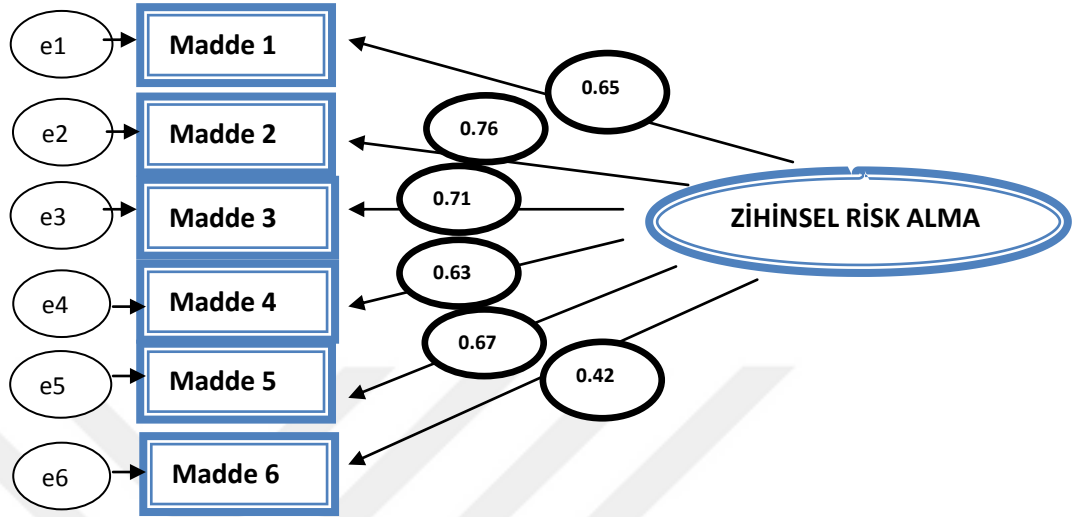 e1
Madde 1
0.65
e2
Madde 2
0.76
e3
Madde 3
0.71
ZİHİNSEL RİSK ALMA
e4
Madde 4
0.63
e5
Madde 5
0.67
0.42
e6
Madde 6